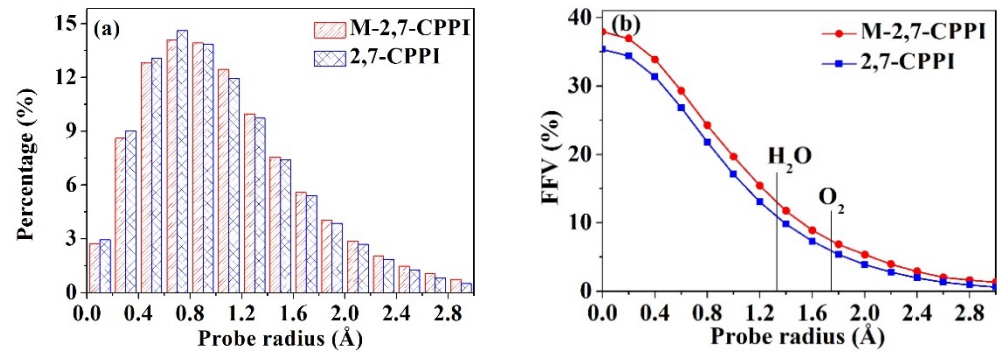 (a)
M-2,7-CPPI
2,7-CPPI
Percentage (%)
15
12
9
6
3
0
0.0 0.4 0.8 1.2 1.6 2.0 2.4 2.8
Probe radius (Å)
(b)
M-2,7-CPPI
2,7-CPPI
FFV (%)
40
30
20
10
0
H₂O
O₂
0.0 0.4 0.8 1.2 1.6 2.0 2.4 2.8
Probe radius (Å)